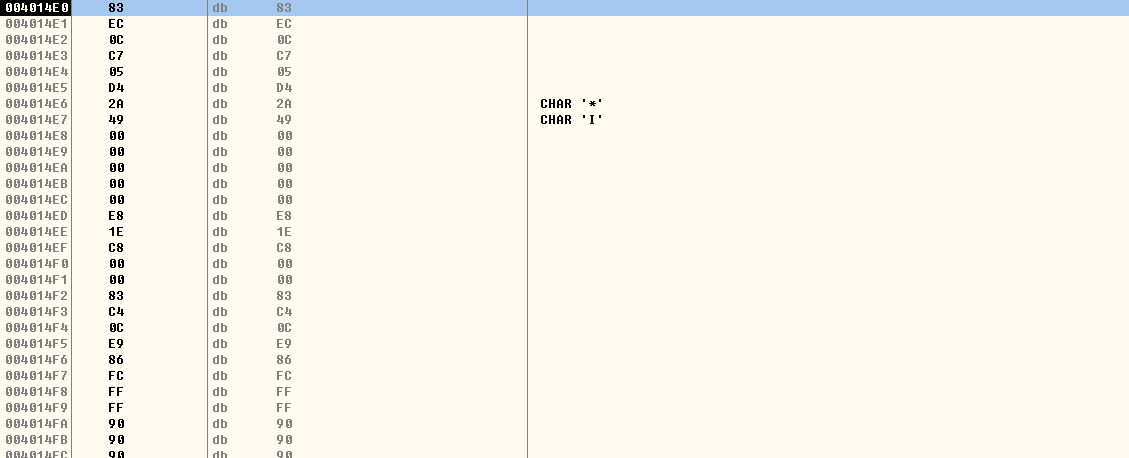 004014E0 83 db 83
004014E1 EC db EC
004014E2 0C db 0C
004014E3 C7 db C7
004014E4 05 db 05
004014E5 D4 db D4
004014E6 2A db 2A CHAR '*'
004014E7 49 db 49 CHAR 'I'
004014E8 00 db 00
004014E9 00 db 00
004014EA 00 db 00
004014EB 00 db 00
004014EC 00 db 00
004014ED E8 db E8
004014EE 1E db 1E
004014EF C8 db C8
004014F0 00 db 00
004014F1 00 db 00
004014F2 83 db 83
004014F3 C4 db C4
004014F4 0C db 0C
004014F5 E9 db E9
004014F6 86 db 86
004014F7 FC db FC
004014F8 FF db FF
004014F9 FF db FF
004014FA 90 db 90
004014FB 90 db 90
004014FC 90 db 90